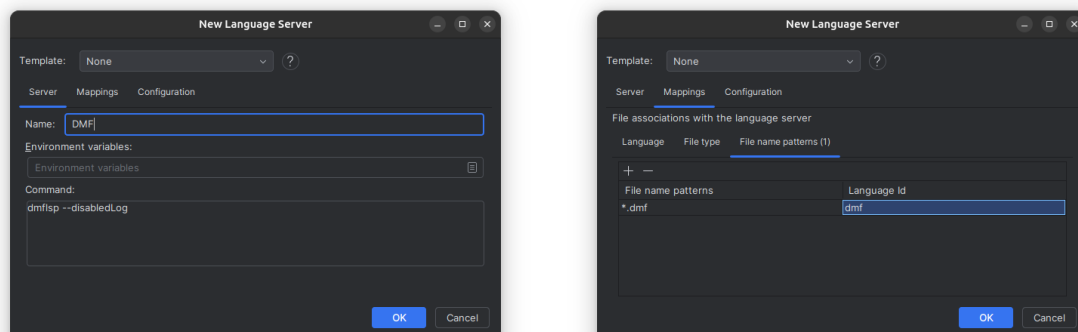 New Language Server
Template: None ?
Server Mappings Configuration
Name: DMF
Environment variables:
Environment variables
Command:
dmflsp --disabledLog
OK Cancel
New Language Server
Template: None ?
Server Mappings Configuration
File associations with the language server
Language File type File name patterns (1)
+ −
File name patterns Language Id
*.dmf dmf
OK Cancel